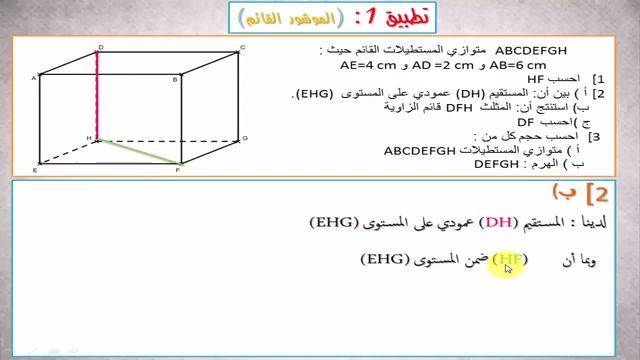 تطبيق 1 : (الموشور القائم)
ABCDEFGH متوازي المستطيلات القائم حيث :
AB=6 cm و AD =2 cm و AE=4 cm
1] احسب HF
2] أ ) بين أن: المستقيم (DH) عمودي على المستوى (EHG).
ب) استنتج أن: المثلث DFH قائم الزاوية
ج )احسب DF
3] احسب حجم كل من :
أ ) متوازي المستطيلات ABCDEFGH
ب ) الهرم : DEFGH
D
C
A
B
H
G
E
F
2] ب)
لدينا : المستقيم (DH) عمودي على المستوى (EHG)
وبما أن (HF) ضمن المستوى (EHG)